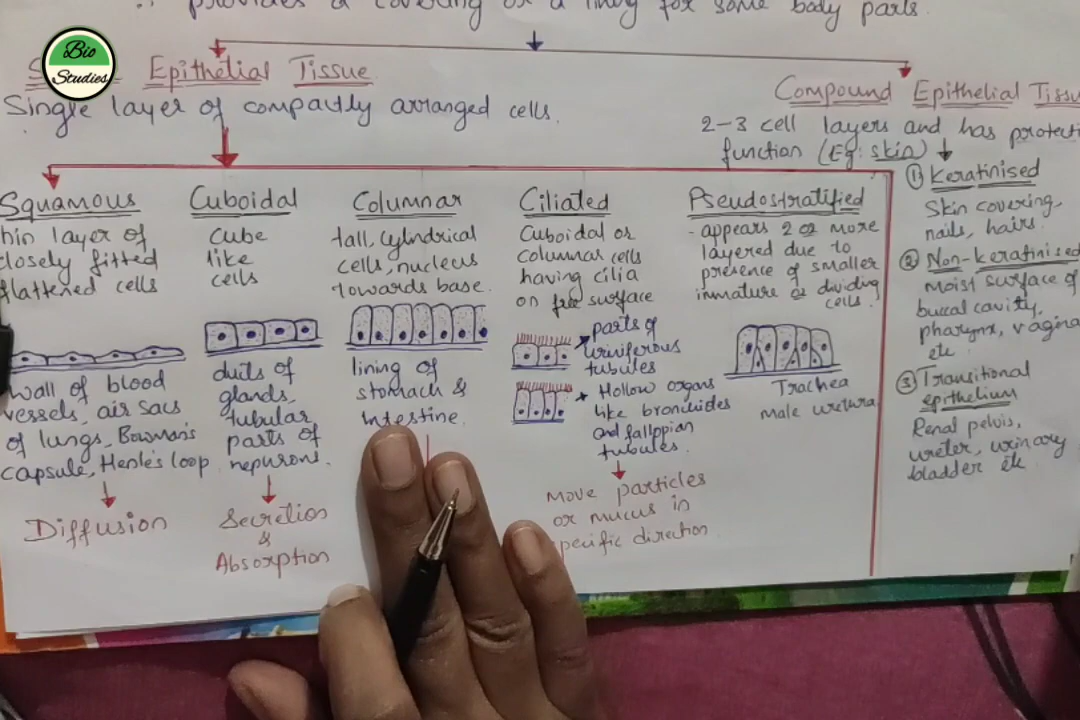 provides a covering or a lining for some body parts.
Bio
Studies
Epithelial Tissue
Single layer of compactly arranged cells.
Compound Epithelial Tissu
2-3 cell layers and has protecti
function (Eg: skin)
Squamous
hin layer of
closely fitted
flattened cells
wall of blood
vessels, air sacs
of lungs, Bowman's
capsule, Henle's loop
Diffusion
Cuboidal
Cube
like
cells
ducts of
glands,
tubular
parts of
nephrons.
Secretion
&
Absorption
Columnar
tall, cylindrical
cells, nucleus
towards base.
lining of
stomach &
Intestine.
Ciliated
Cuboidal or
columnar cells
having cilia
on free surface
parts of
uriniferous
tubules
Hollow organs
like bronchides
and fallopian
tubules.
Move particles
or mucus in
pecific direction
Pseudostratified
- appears 2 or more
layered due to
presence of smaller
immature or dividing
cells.
Trachea
male urethra
① Keratinised
Skin covering,
nails, hairs.
② Non-keratinised
moist surface of
buccal cavity,
pharynx, vagina
etc
③ Transitional
epithelium
Renal pelvis,
ureter, urinary
bladder etc